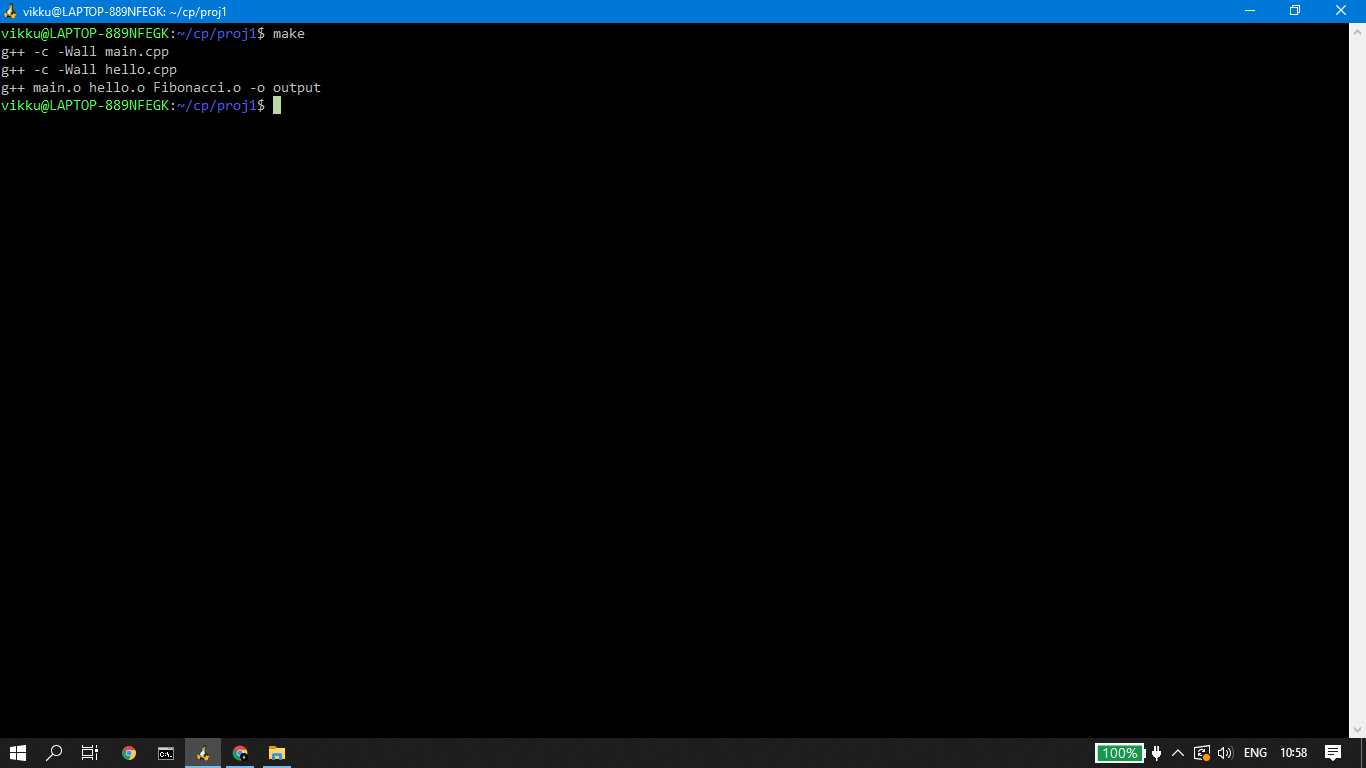 vikku@LAPTOP-889NFEGK: ~/cp/proj1
vikku@LAPTOP-889NFEGK:~/cp/proj1$ make
g++ -c -Wall main.cpp
g++ -c -Wall hello.cpp
g++ main.o hello.o Fibonacci.o -o output
vikku@LAPTOP-889NFEGK:~/cp/proj1$
C:\.
100% ENG 10:58